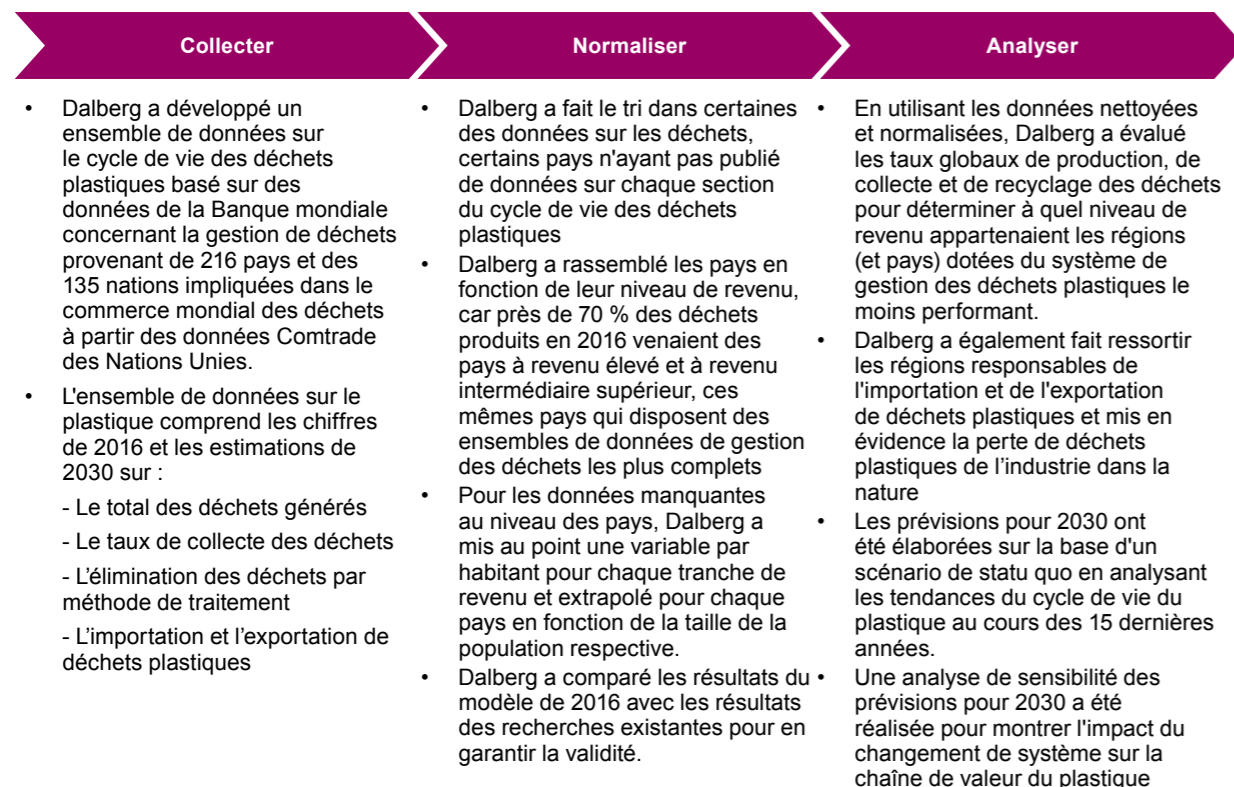 Collecter
Normaliser
Analyser
• Dalberg a développé un
ensemble de données sur
le cycle de vie des déchets
plastiques basé sur des
données de la Banque mondiale
concernant la gestion de déchets
provenant de 216 pays et des
135 nations impliquées dans le
commerce mondial des déchets
à partir des données Comtrade
des Nations Unies.
• L'ensemble de données sur le
plastique comprend les chiffres
de 2016 et les estimations de
2030 sur :
- Le total des déchets générés
- Le taux de collecte des déchets
- L’élimination des déchets par
méthode de traitement
- L’importation et l’exportation de
déchets plastiques
• Dalberg a fait le tri dans certaines
des données sur les déchets,
certains pays n'ayant pas publié
de données sur chaque section
du cycle de vie des déchets
plastiques
• Dalberg a rassemblé les pays en
fonction de leur niveau de revenu,
car près de 70 % des déchets
produits en 2016 venaient des
pays à revenu élevé et à revenu
intermédiaire supérieur, ces
mêmes pays qui disposent des
ensembles de données de gestion
des déchets les plus complets
• Pour les données manquantes
au niveau des pays, Dalberg a
mis au point une variable par
habitant pour chaque tranche de
revenu et extrapolé pour chaque
pays en fonction de la taille de la
population respective.
• Dalberg a comparé les résultats du
modèle de 2016 avec les résultats
des recherches existantes pour en
garantir la validité.
• En utilisant les données nettoyées
et normalisées, Dalberg a évalué
les taux globaux de production, de
collecte et de recyclage des déchets
pour déterminer à quel niveau de
revenu appartenaient les régions
(et pays) dotées du système de
gestion des déchets plastiques le
moins performant.
• Dalberg a également fait ressortir
les régions responsables de
l'importation et de l'exportation
de déchets plastiques et mis en
évidence la perte de déchets
plastiques de l’industrie dans la
nature
• Les prévisions pour 2030 ont
été élaborées sur la base d'un
scénario de statu quo en analysant
les tendances du cycle de vie du
plastique au cours des 15 dernières
années.
• Une analyse de sensibilité des
prévisions pour 2030 a été
réalisée pour montrer l'impact du
changement de système sur la
chaîne de valeur du plastique